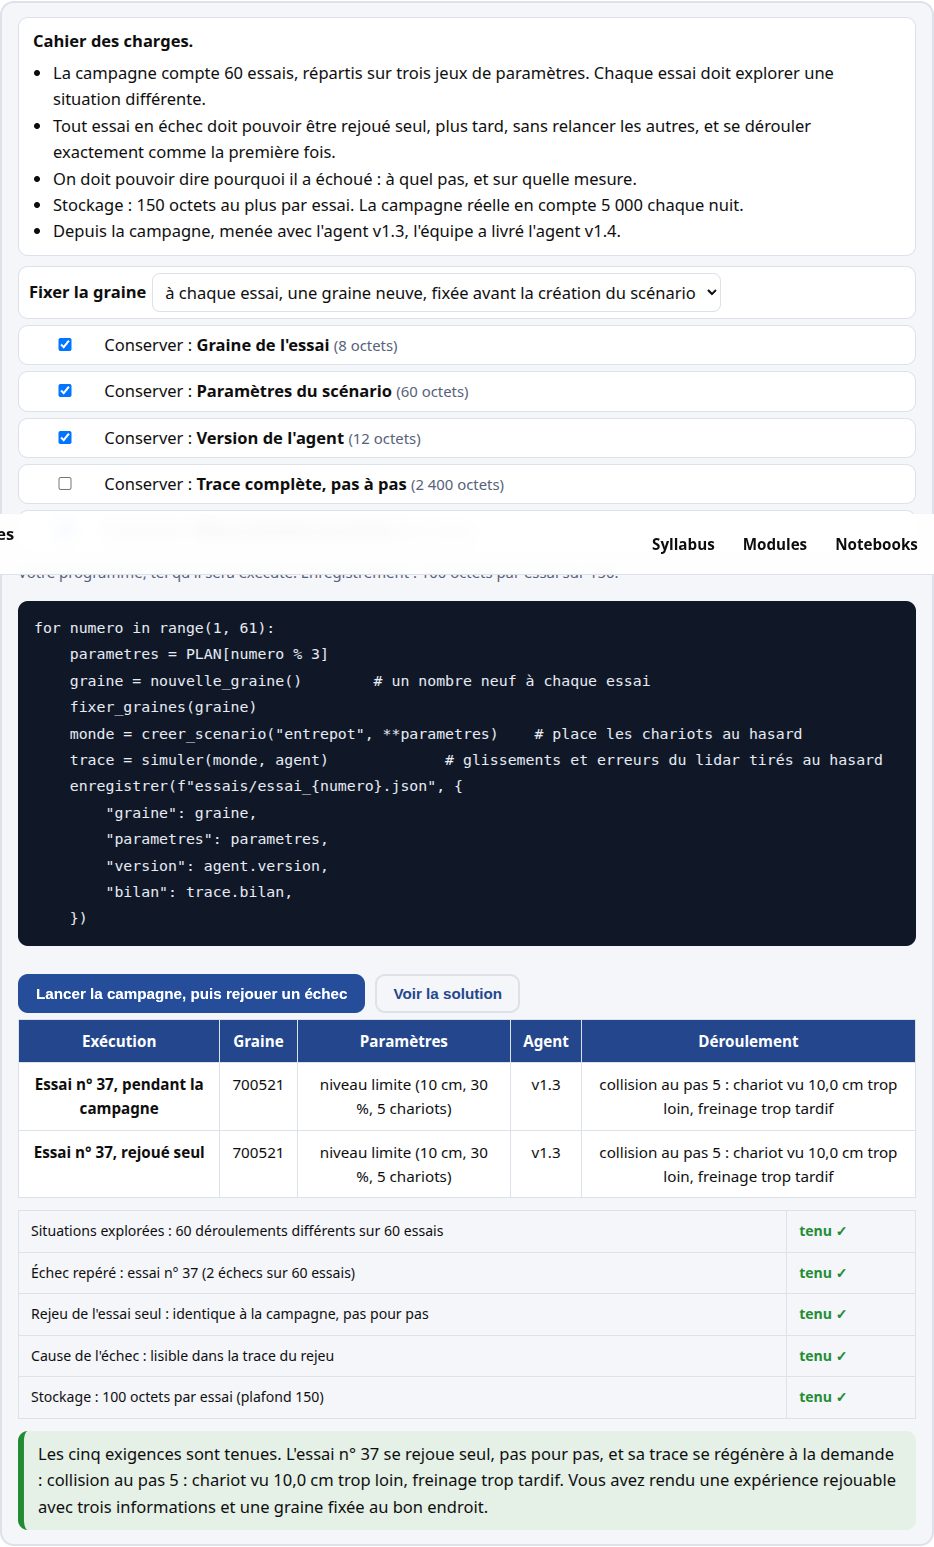 Cahier des charges.
• La campagne compte 60 essais, répartis sur trois jeux de paramètres. Chaque essai doit explorer une
situation différente.
• Tout essai en échec doit pouvoir être rejoué seul, plus tard, sans relancer les autres, et se dérouler
exactement comme la première fois.
• On doit pouvoir dire pourquoi il a échoué : à quel pas, et sur quelle mesure.
• Stockage : 150 octets au plus par essai. La campagne réelle en compte 5 000 chaque nuit.
• Depuis la campagne, menée avec l'agent v1.3, l'équipe a livré l'agent v1.4.
Fixer la graine à chaque essai, une graine neuve, fixée avant la création du scénario
Conserver : Graine de l'essai (8 octets)
Conserver : Paramètres du scénario (60 octets)
Conserver : Version de l'agent (12 octets)
Conserver : Trace complète, pas à pas (2 400 octets)
es Syllabus Modules Notebooks
Votre programme, tel qu'il sera exécuté. Enregistrement : 100 octets par essai sur 150.
for numero in range(1, 61):
    parametres = PLAN[numero % 3]
    graine = nouvelle_graine()        # un nombre neuf à chaque essai
    fixer_graines(graine)
    monde = creer_scenario("entrepot", **parametres)    # place les chariots au hasard
    trace = simuler(monde, agent)             # glissements et erreurs du lidar tirés au hasard
    enregistrer(f"essais/essai_{numero}.json", {
        "graine": graine,
        "parametres": parametres,
        "version": agent.version,
        "bilan": trace.bilan,
    })
Lancer la campagne, puis rejouer un échec Voir la solution
Exécution Graine Paramètres Agent Déroulement
Essai n° 37, pendant la campagne 700521 niveau limite (10 cm, 30 %, 5 chariots) v1.3 collision au pas 5 : chariot vu 10,0 cm trop loin, freinage trop tardif
Essai n° 37, rejoué seul 700521 niveau limite (10 cm, 30 %, 5 chariots) v1.3 collision au pas 5 : chariot vu 10,0 cm trop loin, freinage trop tardif
Situations explorées : 60 déroulements différents sur 60 essais tenu ✓
Échec repéré : essai n° 37 (2 échecs sur 60 essais) tenu ✓
Rejeu de l'essai seul : identique à la campagne, pas pour pas tenu ✓
Cause de l'échec : lisible dans la trace du rejeu tenu ✓
Stockage : 100 octets par essai (plafond 150) tenu ✓
Les cinq exigences sont tenues. L'essai n° 37 se rejoue seul, pas pour pas, et sa trace se régénère à la demande
: collision au pas 5 : chariot vu 10,0 cm trop loin, freinage trop tardif. Vous avez rendu une expérience rejouable
avec trois informations et une graine fixée au bon endroit.